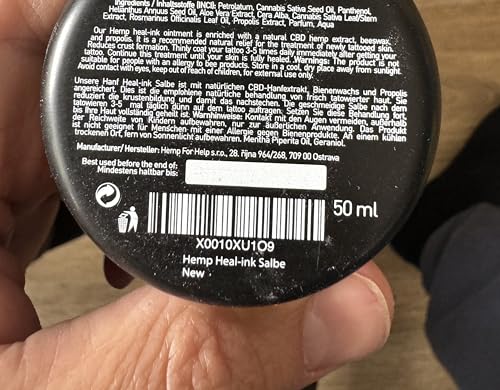 Ingredients / Inhaltsstoffe (INCI): Petrolatum, Cannabis Sativa Seed Oil, Panthenol,
Helianthus Annuus Seed Oil, Aloe Vera Extract, Cera Alba, Cannabis Sativa Leaf/Stem
Extract, Rosmarinus Officinalis Leaf Oil, Propolis Extract, Parfum, Aqua
Our Hemp heal-ink ointment is enriched with a natural CBD hemp extract, beeswax,
and propolis. It is a recommended natural relief for the treatment of newly tattooed skin.
Reduces crust formation. Thinly coat your tattoo 3-5 times daily immediately after getting your
tattoo. Continue this treatment until your skin is fully healed. Warnings: The product is not
suitable for people with an allergy to bee products. Store in a cool, dry place away from sunlight.
Avoid contact with eyes, keep out of reach of children, for external use only.
Unsere Hanf Heal-ink Salbe ist mit natürlichen CBD-Hanfextrakt, Bienenwachs und Propolis
angereichert. Sie ist die empfohlene natürliche behandlung von frisch tatowierter haut. Sie
reduziert die krustenbildung und damit das nachstechen. Die geschmeidige Salbe nach dem
tatowieren 3-5 mal täglich dünn auf dem tattoo auftragen. Setzen Sie diese Behandlung fort,
bis Ihre Haut vollständig geheilt ist. Warnhinweise: Kontakt mit den Augen vermeiden, außerhalb
der Reichweite von Kindern aufbewahren, nur zur äußerlichen Anwendung. Das Produkt
ist nicht geeignet für Menschen mit einer Allergie gegen Bienenprodukte. An einem kühlen
trockenen Ort, fern von Sonnenlicht aufbewahren. Mentha Piperita Oil, Geraniol.
Manufacturer/ Hersteller: Hemp For Help s.r.o., 28. října 964/268, 709 00 Ostrava
Best used before the end of:
Mindestens haltbar bis:
50 ml
X0010XU1O9
Hemp Heal-ink Salbe
New